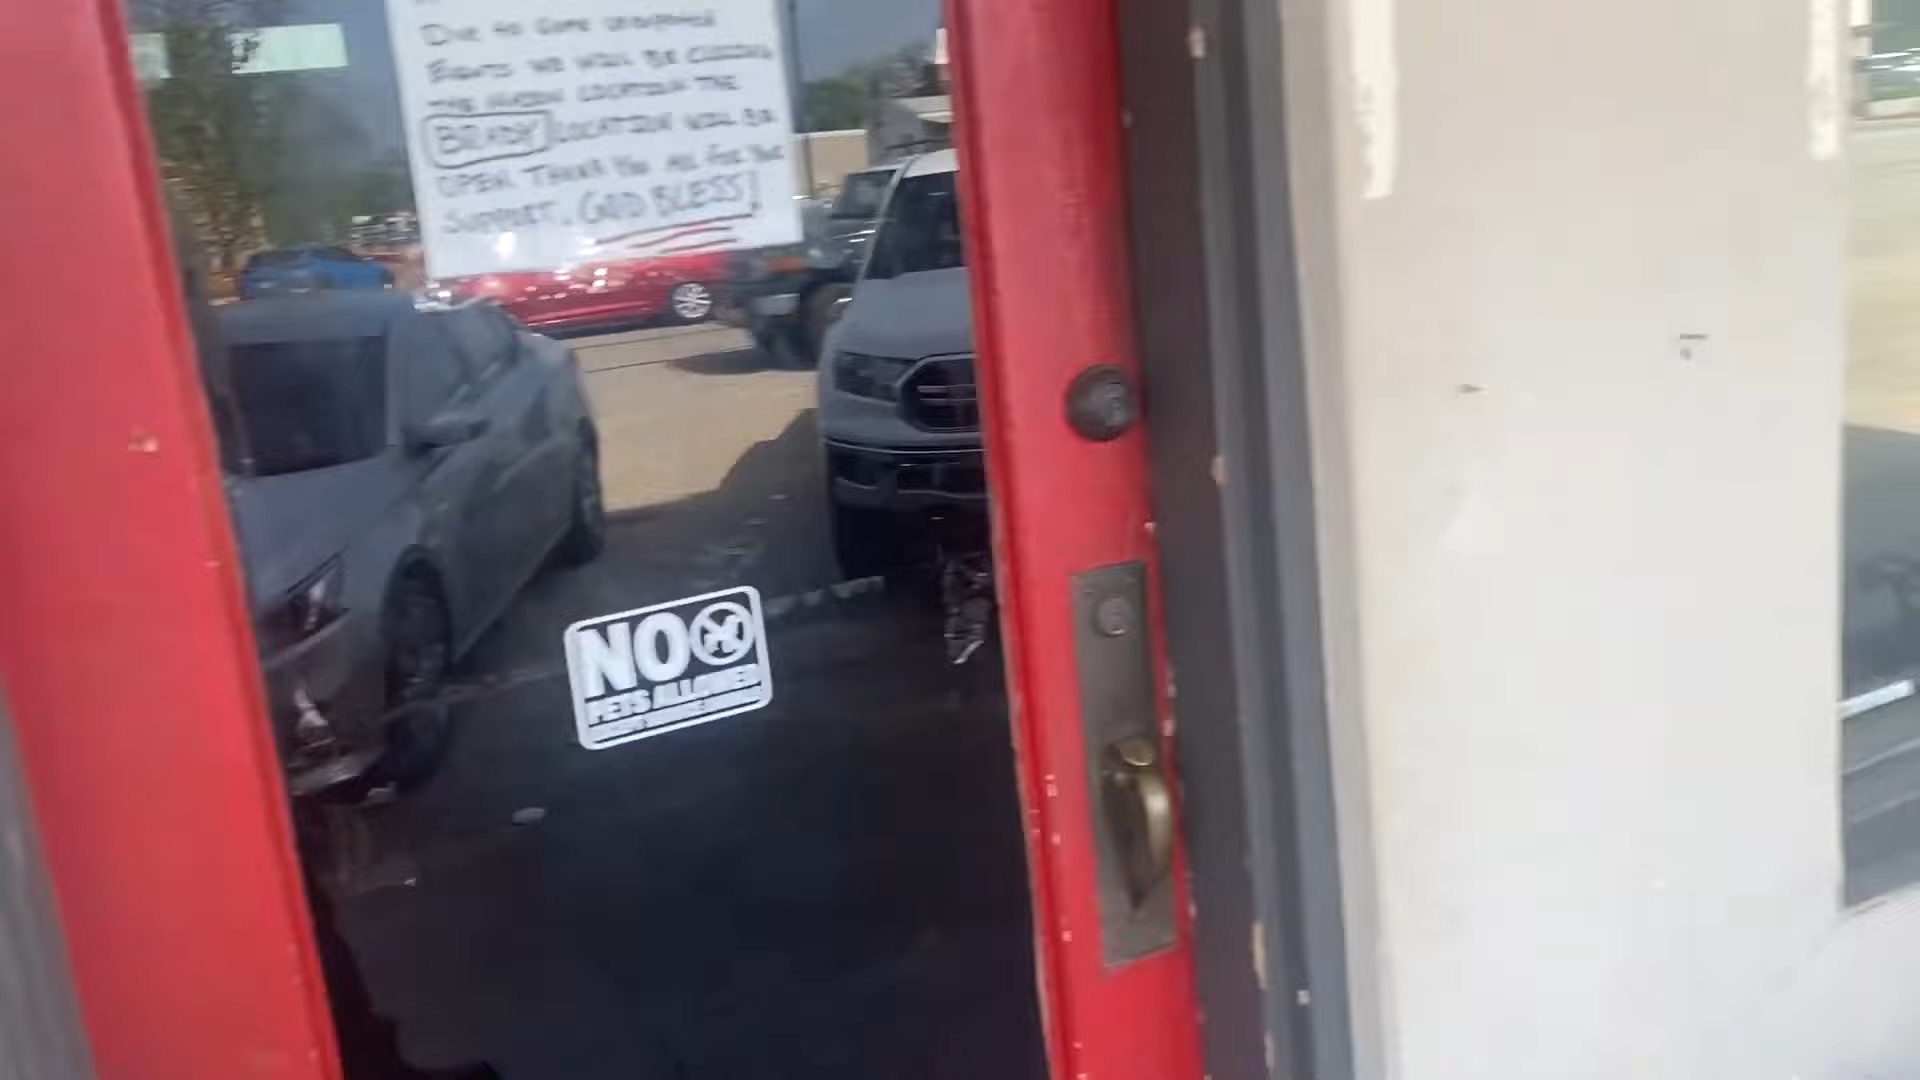 Due to some unexpected
Events we will be closing
the Mason location the
BRADY location will be
open Thank you all for the
support. GOD BLESS!
NO
PETS ALLOWED